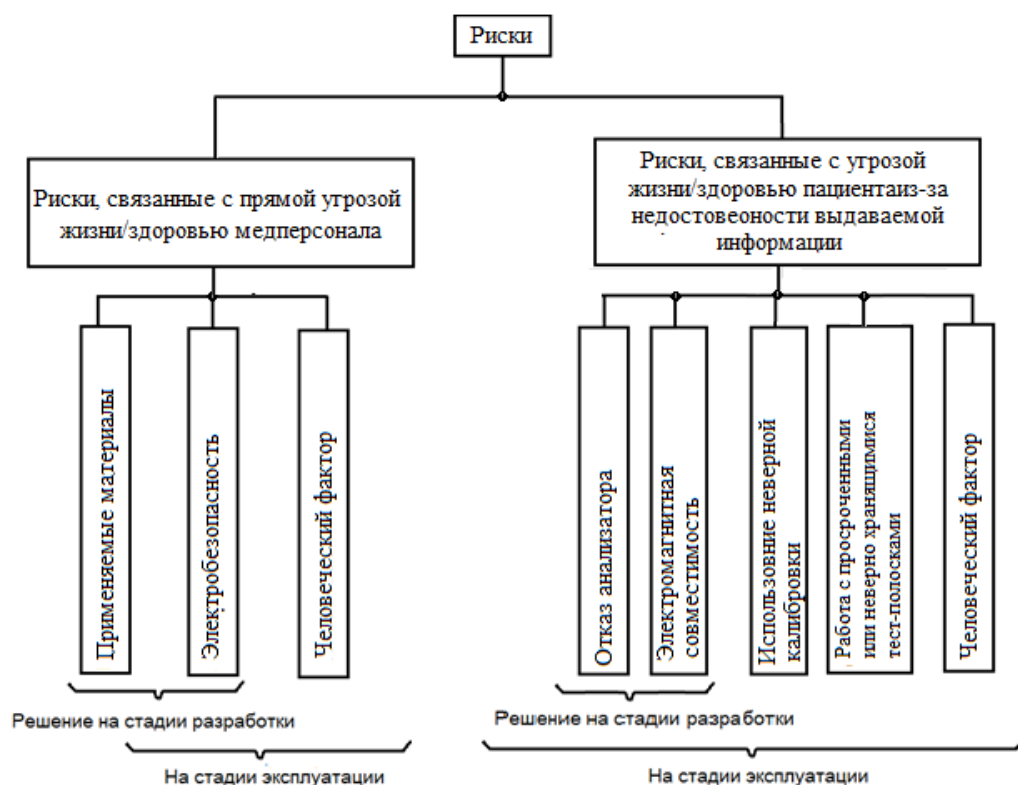 Риски
Риски, связанные с прямой угрозой
жизни/здоровью медперсонала
Риски, связанные с угрозой
жизни/здоровью пациентаиз-за
недостовеоности выдаваемой
информации
Применяемые материалы
Электробезопасность
Человеческий фактор
Отказ анализатора
Электромагнитная
совместимость
Использовние неверной
калибровки
Работа с просроченными
или неверно хранящимися
тест-полосками
Человеческий фактор
Решение на стадии разработки
На стадии эксплуатации
Решение на стадии разработки
На стадии эксплуатации